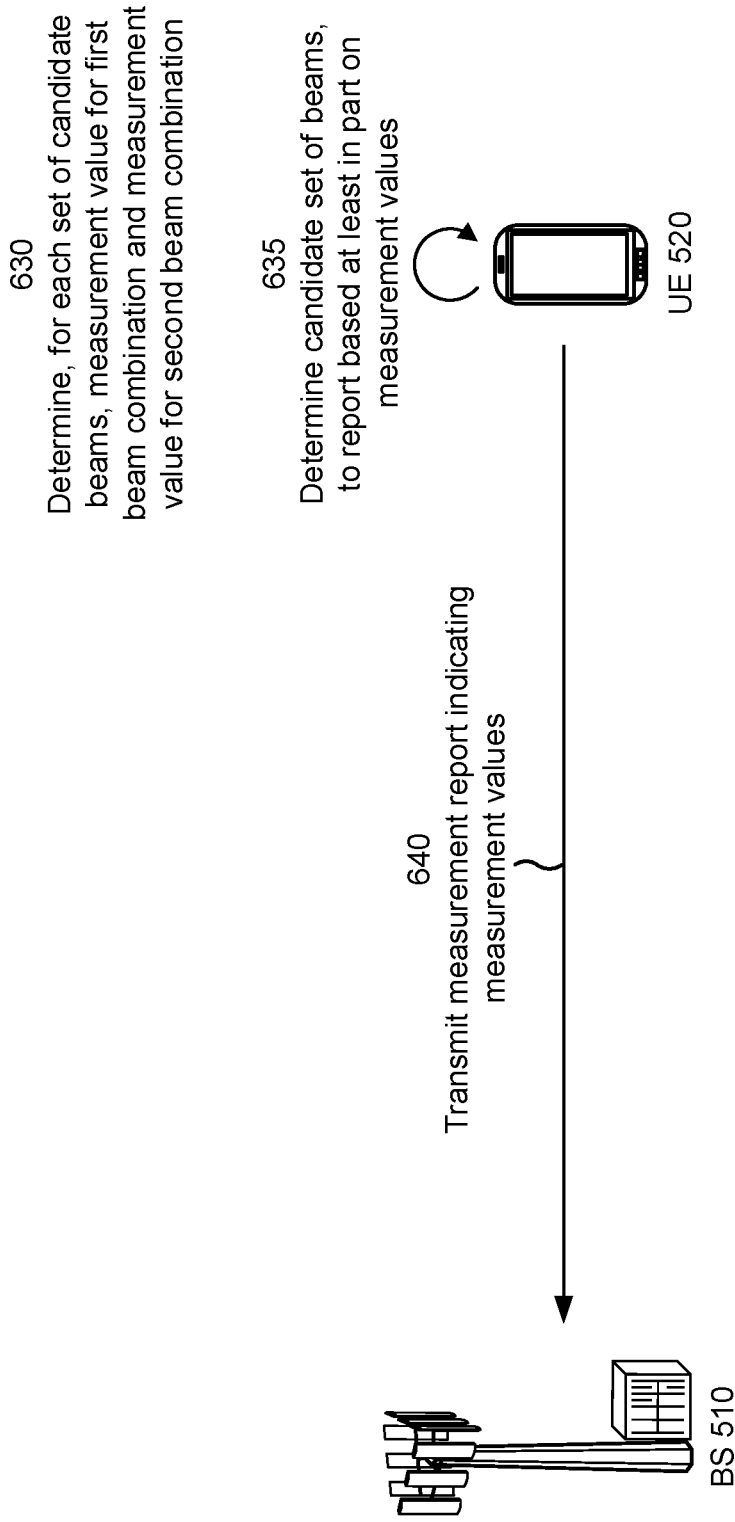 630
Determine, for each set of candidate
beams, measurement value for first
beam combination and measurement
value for second beam combination
635
Determine candidate set of beams,
to report based at least in part on
measurement values
640
Transmit measurement report indicating
measurement values
BS 510
UE 520